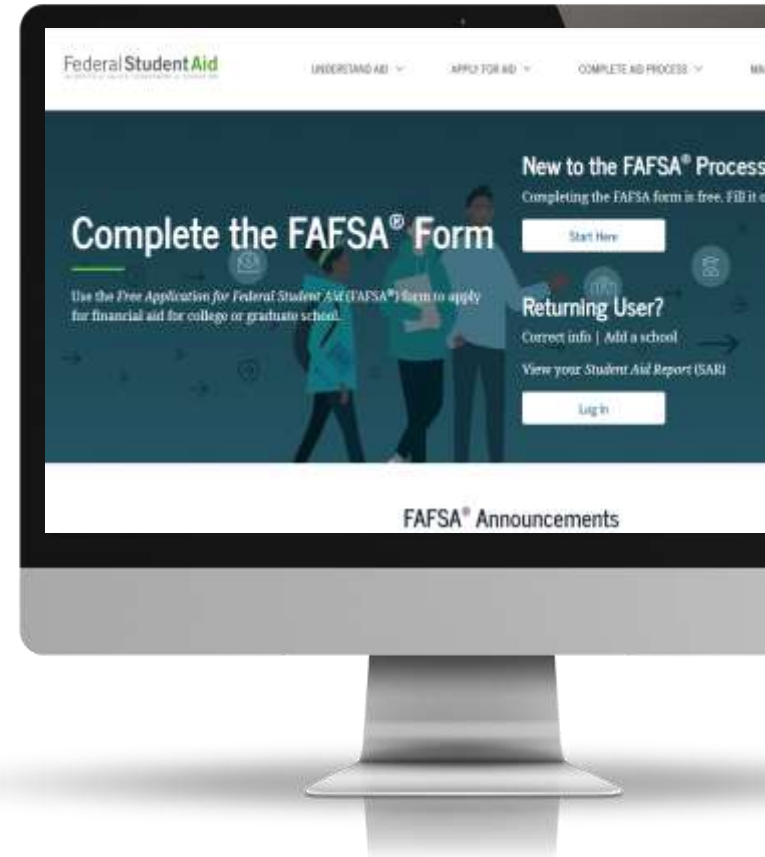 Federal Student Aid
UNDERSTAND AID
APPLY FOR AID
COMPLETE AID PROCESS
Complete the FAFSA® Form
Use the Free Application for Federal Student Aid (FAFSA®) form to apply
for financial aid for college or graduate school.
New to the FAFSA® Process
Completing the FAFSA form is free. Fill it
Start Here
Returning User?
Correct info | Add a school
View your Student Aid Report (SAR)
Log In
FAFSA® Announcements